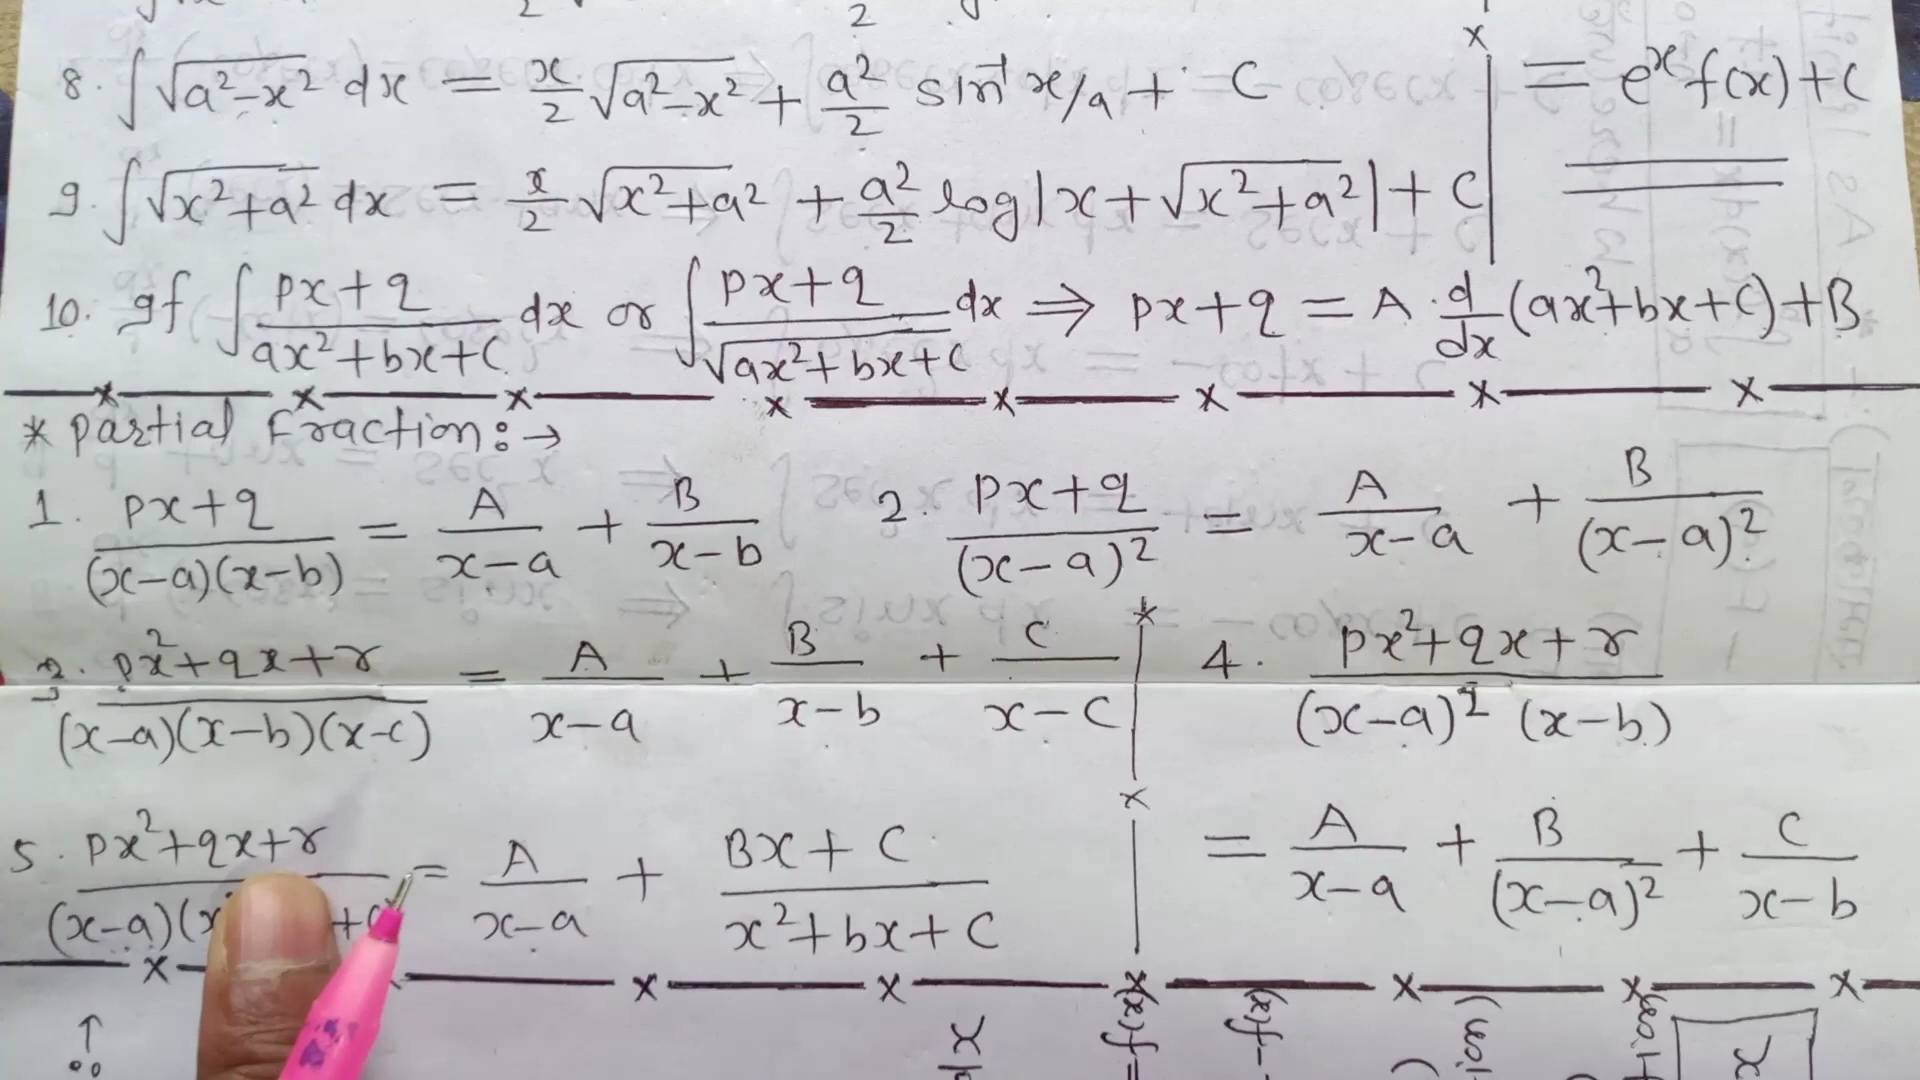 8. ∫√(a²-x²) dx = x/2 √(a²-x²) + a²/2 sin⁻¹ x/a + C
= eˣ f(x) + C
9. ∫√(x²+a²) dx = x/2 √(x²+a²) + a²/2 log|x + √(x²+a²)| + C
10. If ∫ (px+q)/(ax²+bx+c) dx or ∫ (px+q)/√(ax²+bx+c) dx ⇒ px+q = A · d/dx (ax²+bx+c) + B
* Partial Fraction :→
1. (px+q)/((x-a)(x-b)) = A/(x-a) + B/(x-b)
2. (px+q)/(x-a)² = A/(x-a) + B/(x-a)²
3. (px²+qx+r)/((x-a)(x-b)(x-c)) = A/(x-a) + B/(x-b) + C/(x-c)
4. (px²+qx+r)/((x-a)²(x-b))
= A/(x-a) + B/(x-a)² + C/(x-b)
5. (px²+qx+r)/((x-a)(x = A/(x-a) + (Bx+C)/(x²+bx+c)